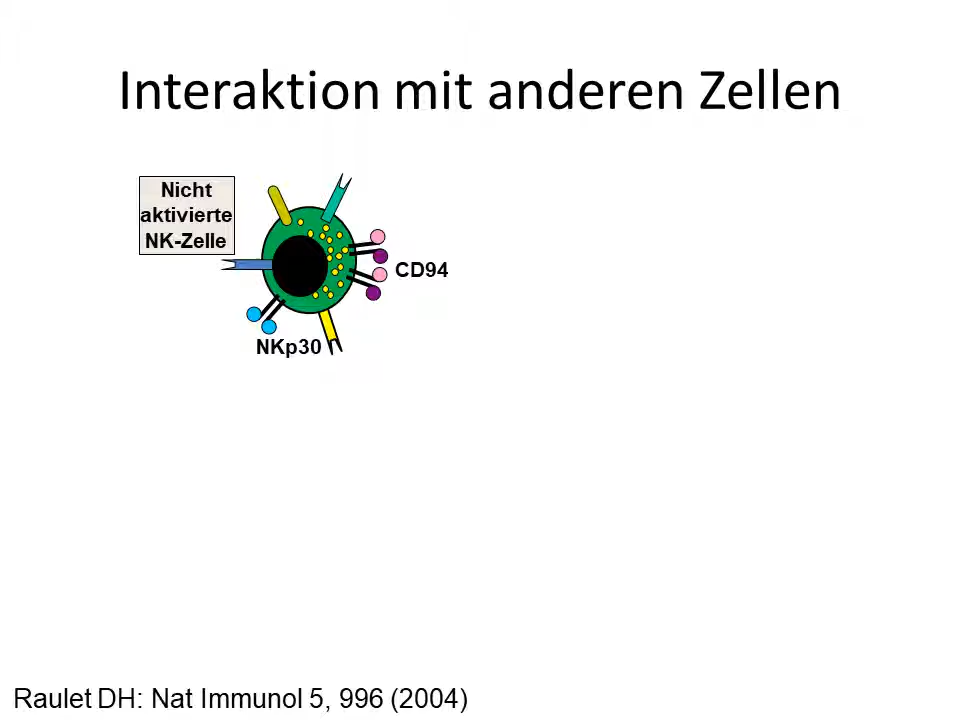 Interaktion mit anderen Zellen
Nicht
aktivierte
NK-Zelle
CD94
NKp30
Raulet DH: Nat Immunol 5, 996 (2004)